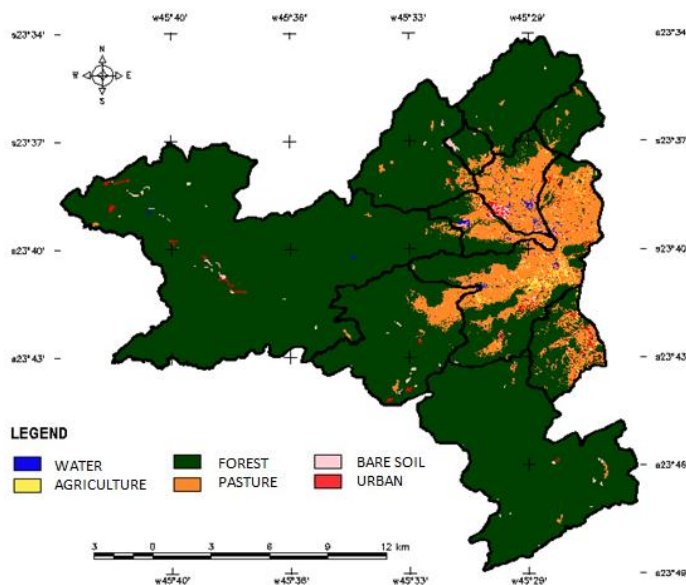 w45°40' w45°36' w45°33' w45°29'
s23°34' s23°34'
N
W E
S
s23°37' s23°37'
s23°40' s23°40'
s23°43' s23°43'
LEGEND
WATER FOREST BARE SOIL
AGRICULTURE PASTURE URBAN
s23°46'
3 0 3 6 9 12 km
s23°49'
w45°40' w45°36' w45°33' w45°29'